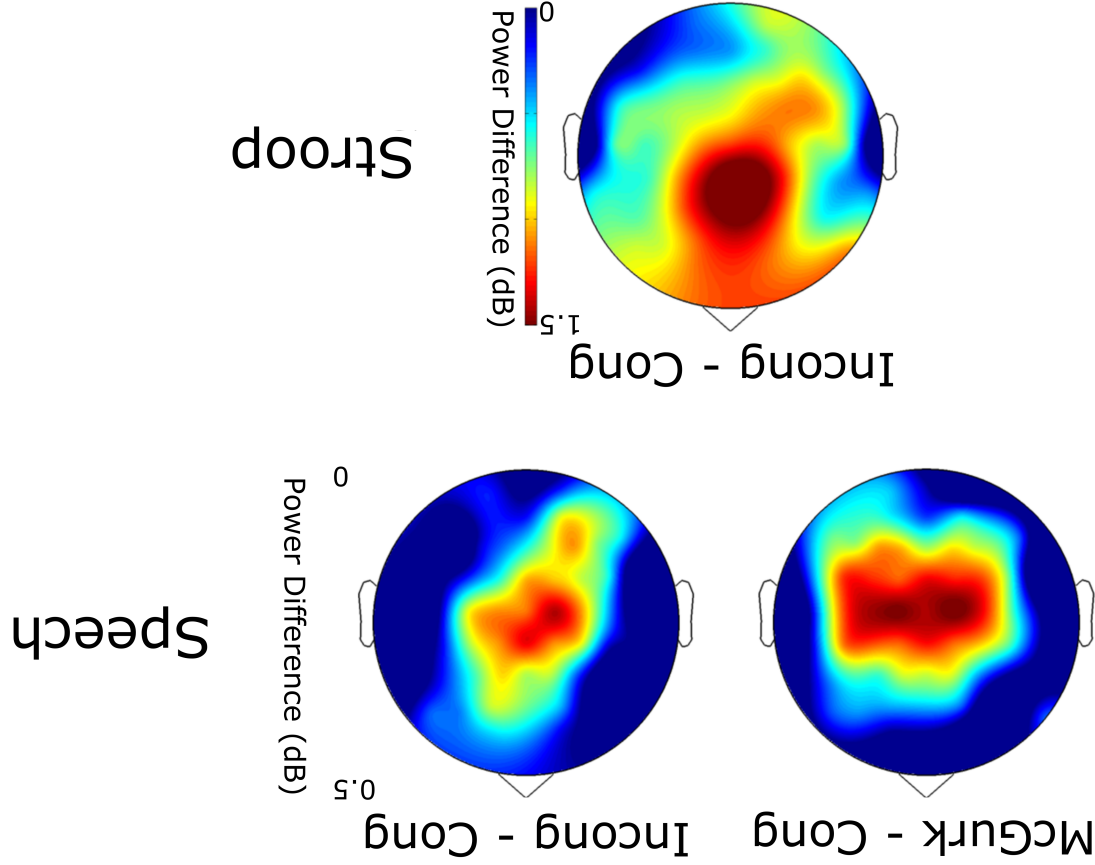 McGurk - Cong
Incong - Cong
0.5
Power Difference (dB)
0
Speech
Incong - Cong
1.5
Power Difference (dB)
0
Stroop